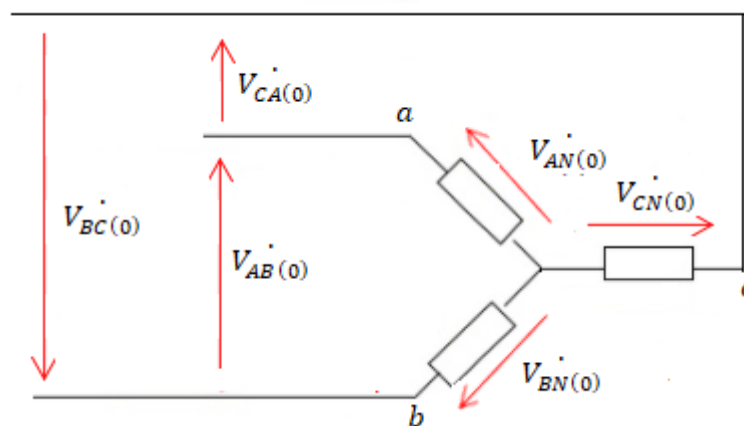 V̇CA(0)
a
V̇AN(0)
V̇CN(0)
V̇BC(0)
V̇AB(0)
c
V̇BN(0)
b